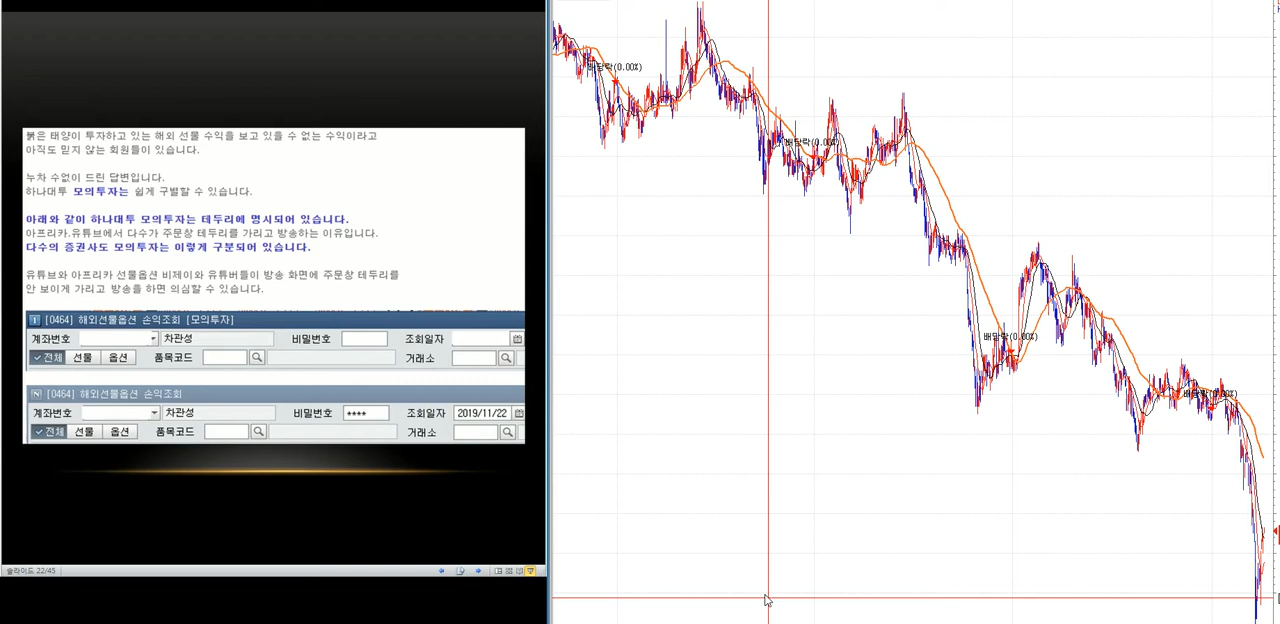 붉은 태양이 투자하고 있는 해외 선물 수익을 보고 있을 수 없는 수익이라고
아직도 믿지 않는 회원들이 있습니다.
누차 수없이 드린 답변입니다.
하나대투 모의투자는 쉽게 구별할 수 있습니다.
아래와 같이 하나대투 모의투자는 테두리에 명시되어 있습니다.
아프리카.유튜브에서 다수가 주문창 테두리를 가리고 방송하는 이유입니다.
다수의 증권사도 모의투자는 이렇게 구분되어 있습니다.
유튜브와 아프리카 선물옵션 비제이와 유튜버들이 방송 화면에 주문창 테두리를
안 보이게 가리고 방송을 하면 의심할 수 있습니다.
[0464] 해외선물옵션 손익조회 [모의투자]
계좌번호 차관성 비밀번호 조회일자
전체 선물 옵션 품목코드 거래소
[0464] 해외선물옵션 손익조회
계좌번호 차관성 비밀번호 **** 조회일자 2019/11/22
전체 선물 옵션 품목코드 거래소
슬라이드 22/45
배당락(0.00%)
배당락(0.00%)
배당락(0.00%)
배당락(0.00%)